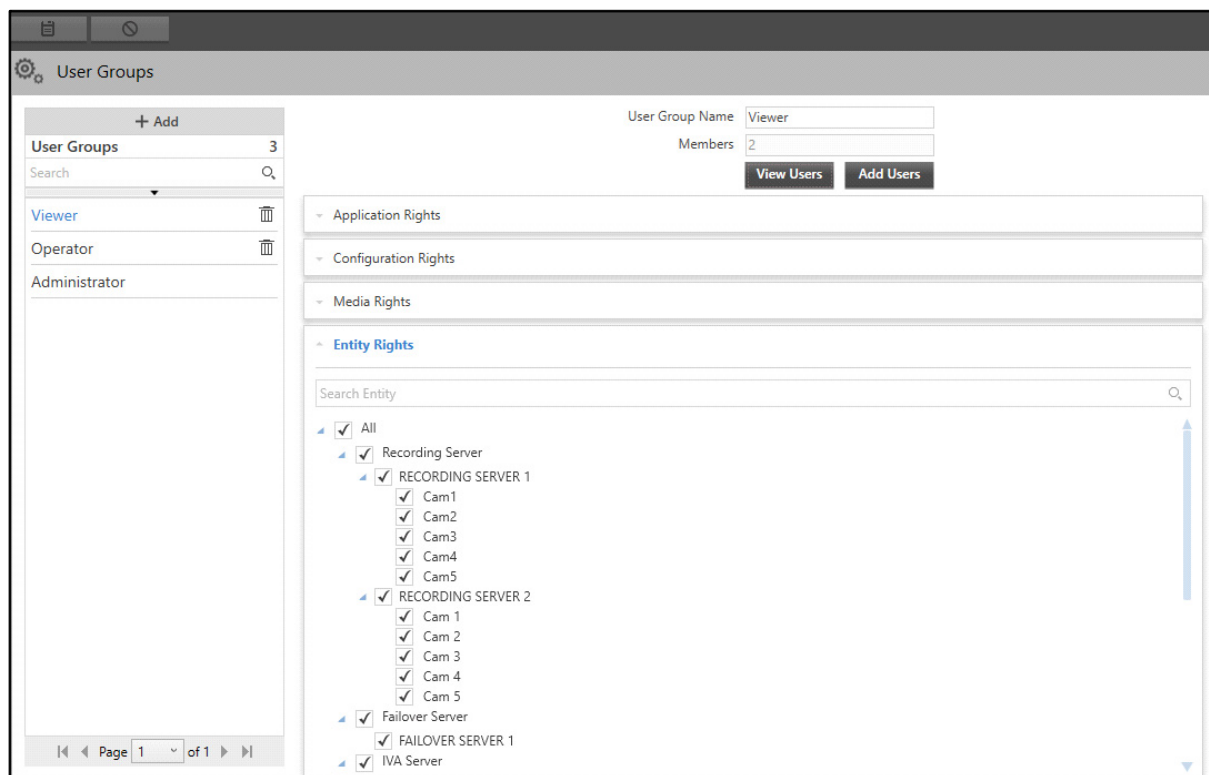 User Groups
+ Add
User Groups 3
Search
Viewer
Operator
Administrator
Page 1 of 1
User Group Name Viewer
Members 2
View Users Add Users
Application Rights
Configuration Rights
Media Rights
Entity Rights
Search Entity
All
Recording Server
RECORDING SERVER 1
Cam1
Cam2
Cam3
Cam4
Cam5
RECORDING SERVER 2
Cam 1
Cam 2
Cam 3
Cam 4
Cam 5
Failover Server
FAILOVER SERVER 1
IVA Server